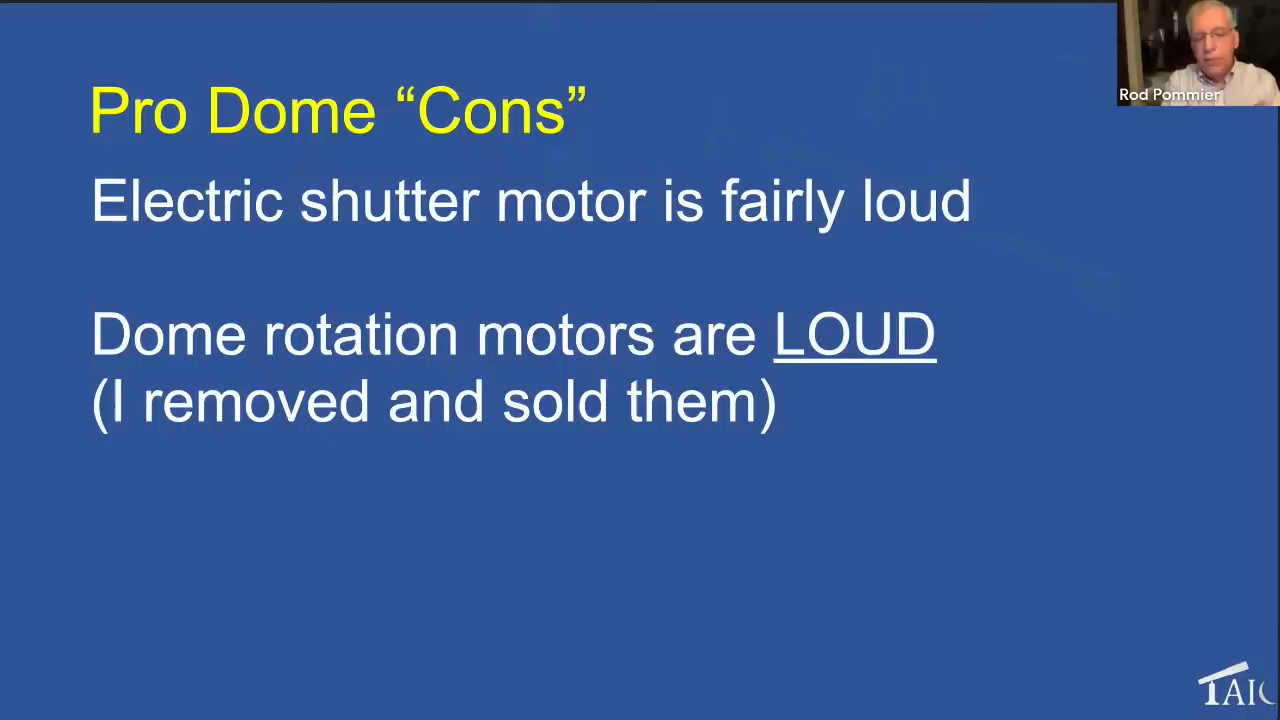 Pro Dome “Cons”
Rod Pommier
Electric shutter motor is fairly loud
Dome rotation motors are LOUD
(I removed and sold them)
TAIC